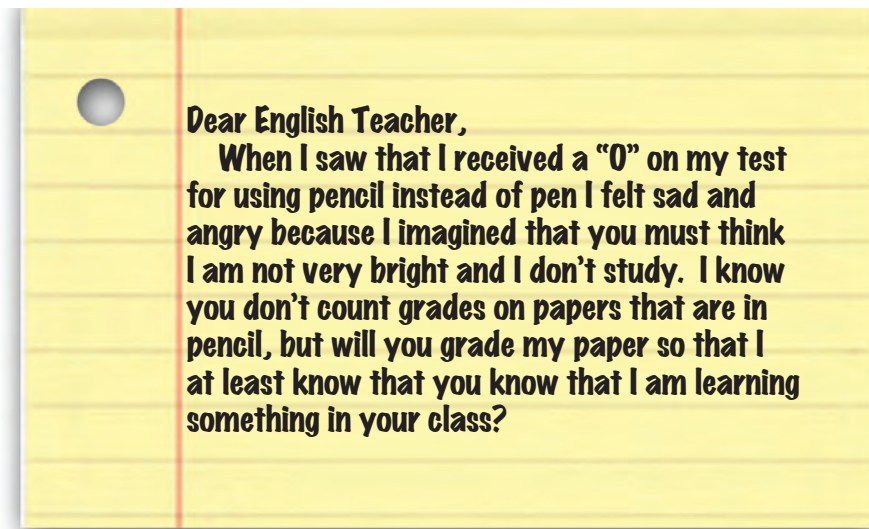 Dear English Teacher,
When I saw that I received a “0” on my test
for using pencil instead of pen I felt sad and
angry because I imagined that you must think
I am not very bright and I don’t study. I know
you don’t count grades on papers that are in
pencil, but will you grade my paper so that I
at least know that you know that I am learning
something in your class?